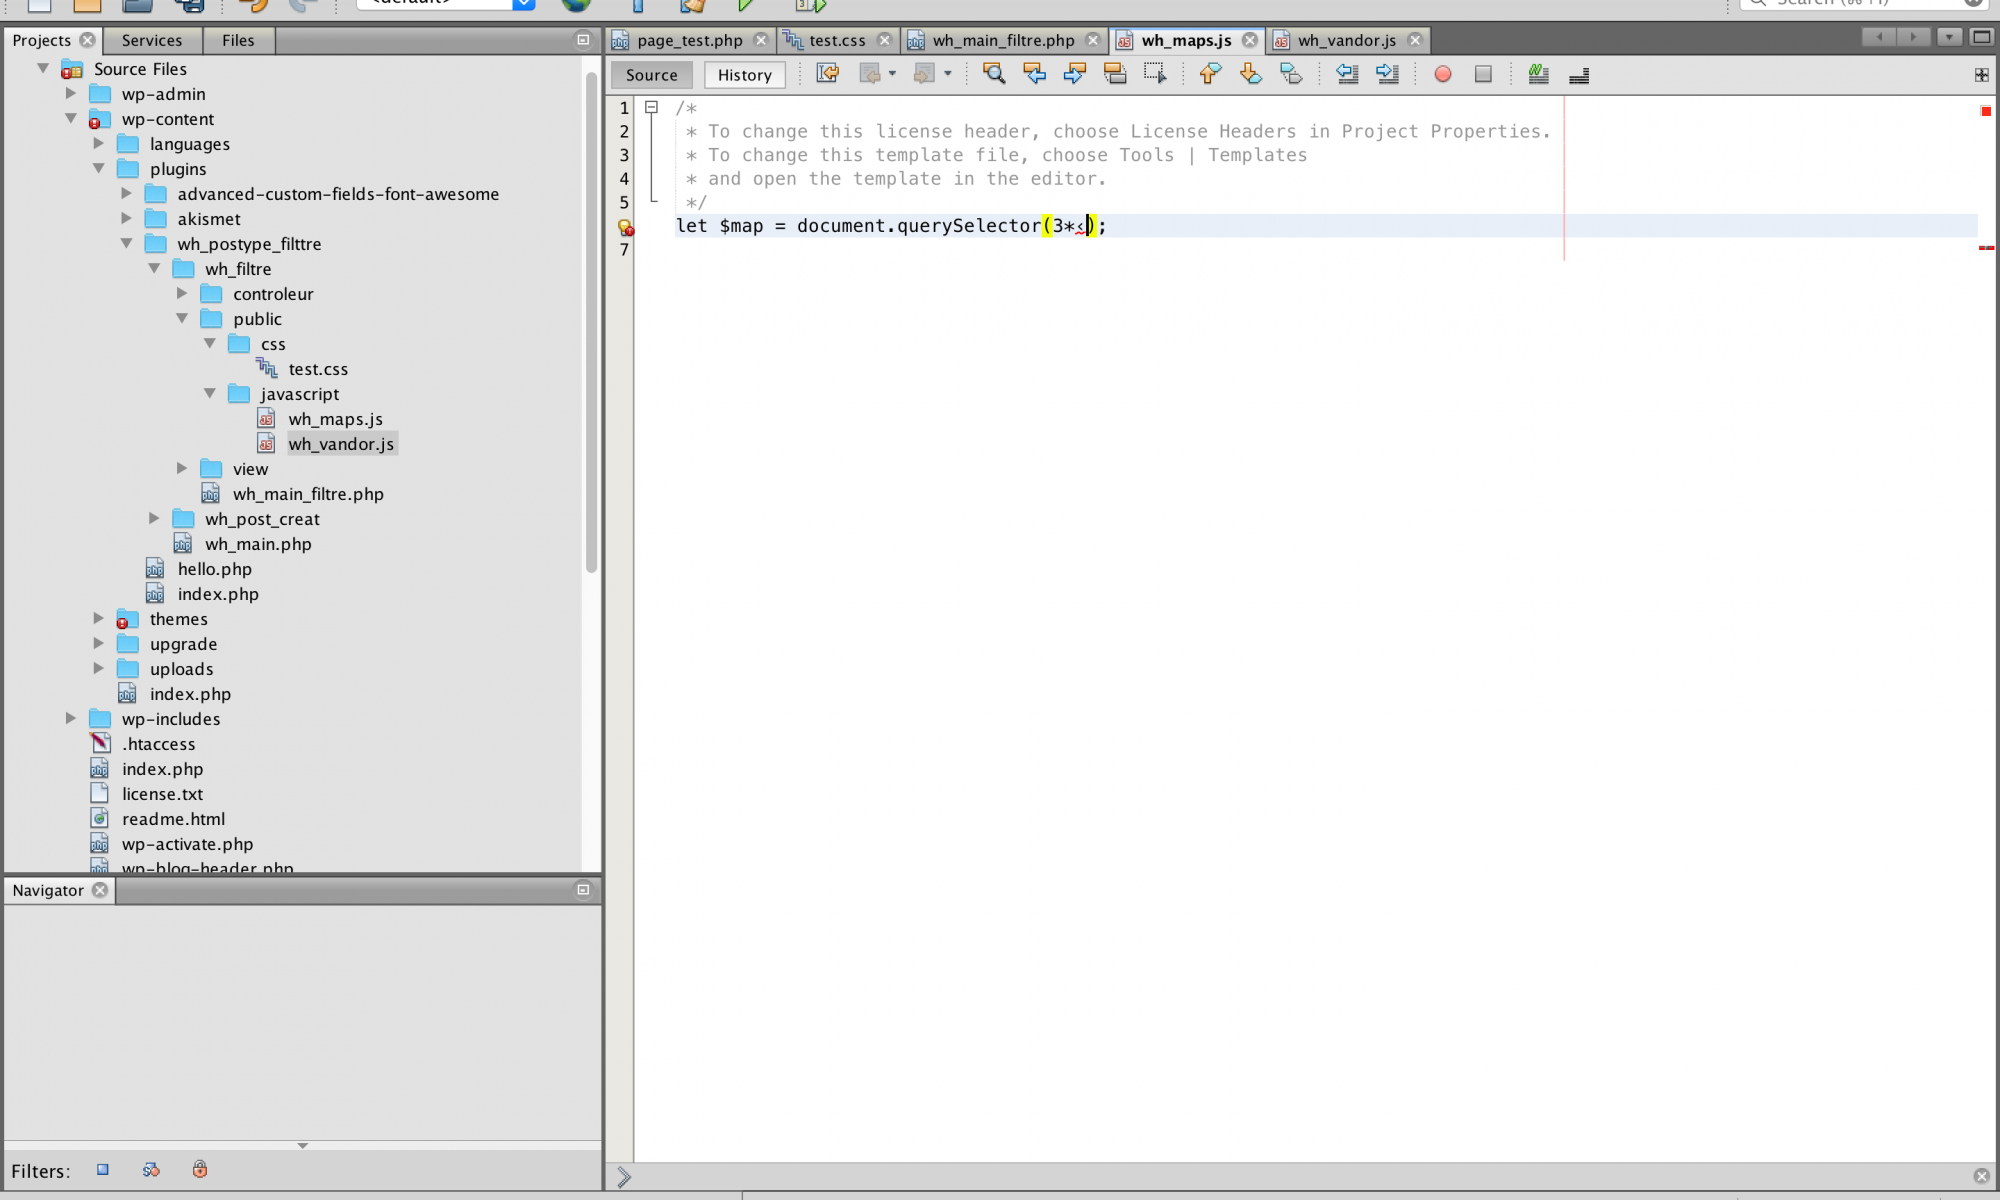 <default>
Search (⌘+I)
Projects Services Files
Source Files
wp-admin
wp-content
languages
plugins
advanced-custom-fields-font-awesome
akismet
wh_postype_filttre
wh_filtre
controleur
public
css
test.css
javascript
wh_maps.js
wh_vandor.js
view
wh_main_filtre.php
wh_post_creat
wh_main.php
hello.php
index.php
themes
upgrade
uploads
index.php
wp-includes
.htaccess
index.php
license.txt
readme.html
wp-activate.php
wp-blog-header.php
Navigator
Filters:
page_test.php test.css wh_main_filtre.php wh_maps.js wh_vandor.js
Source History
1 /*
2 * To change this license header, choose License Headers in Project Properties.
3 * To change this template file, choose Tools | Templates
4 * and open the template in the editor.
5 */
let $map = document.querySelector(3*‹);
7